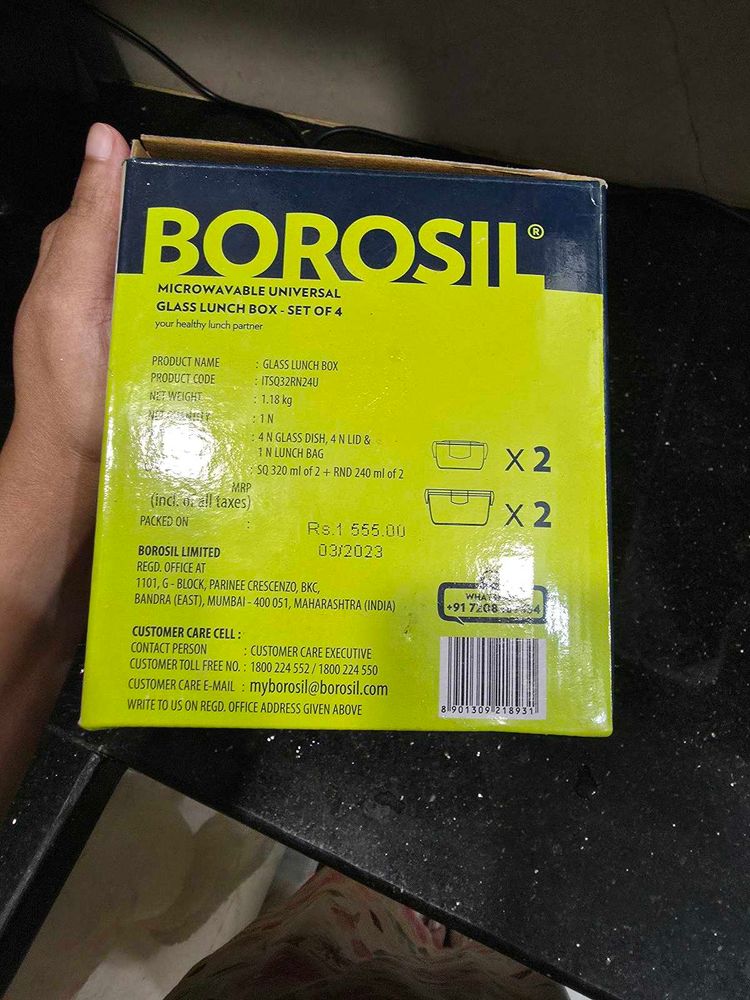 BOROSIL®
MICROWAVABLE UNIVERSAL
GLASS LUNCH BOX - SET OF 4
your healthy lunch partner
PRODUCT NAME : GLASS LUNCH BOX
PRODUCT CODE : ITSQ32RN24U
NET WEIGHT : 1.18 kg
NET QUANTITY : 1 N
: 4 N GLASS DISH, 4 N LID &
1 N LUNCH BAG
: SQ 320 ml of 2 + RND 240 ml of 2
X 2
X 2
MRP
(incl. of all taxes)
Rs.1 555.00
PACKED ON :
03/2023
BOROSIL LIMITED
REGD. OFFICE AT
1101, G - BLOCK, PARINEE CRESCENZO, BKC,
BANDRA (EAST), MUMBAI - 400 051, MAHARASHTRA (INDIA)
+91 7208
CUSTOMER CARE CELL :
CONTACT PERSON : CUSTOMER CARE EXECUTIVE
CUSTOMER TOLL FREE NO. : 1800 224 552 / 1800 224 550
CUSTOMER CARE E-MAIL : myborosil@borosil.com
WRITE TO US ON REGD. OFFICE ADDRESS GIVEN ABOVE
8 901309 218931